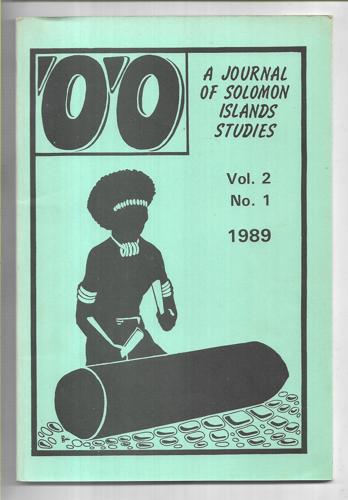 'O'O
A JOURNAL
OF SOLOMON
ISLANDS
STUDIES
Vol. 2
No. 1
1989